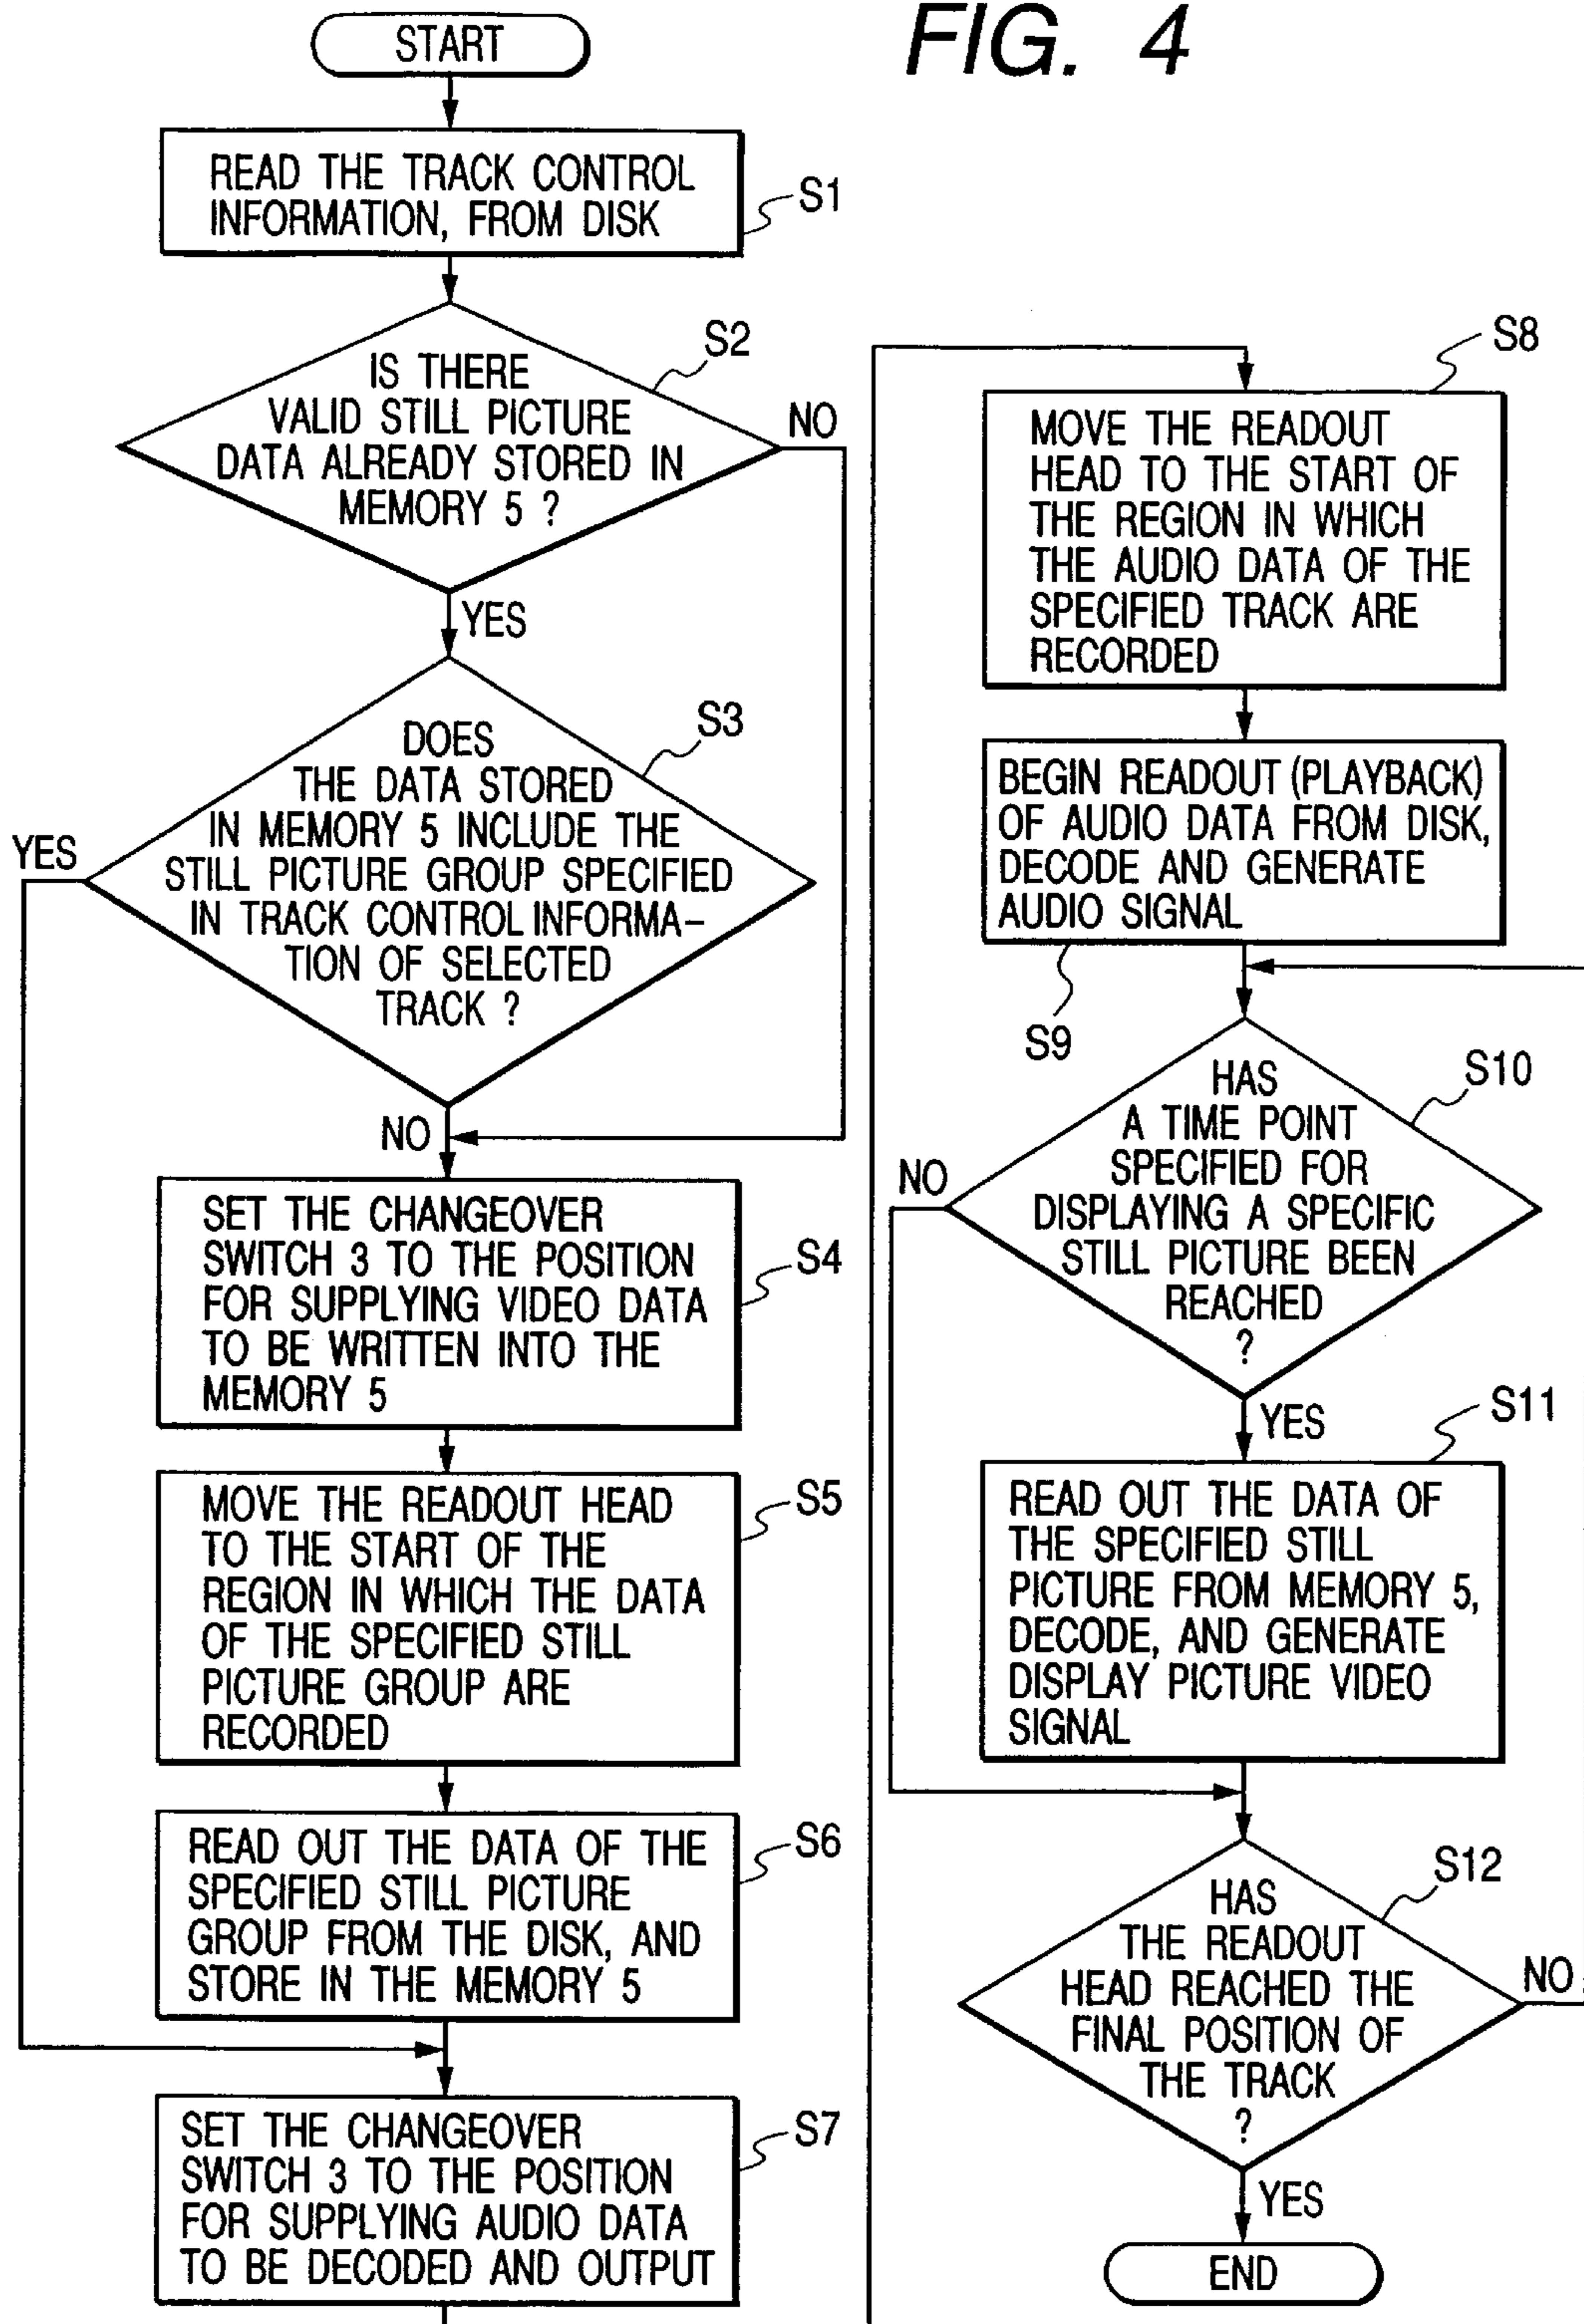 FIG. 4
START
READ THE TRACK CONTROL
INFORMATION, FROM DISK
S1
IS THERE
VALID STILL PICTURE
DATA ALREADY STORED IN
MEMORY 5 ?
S2
NO
YES
DOES
THE DATA STORED
IN MEMORY 5 INCLUDE THE
STILL PICTURE GROUP SPECIFIED
IN TRACK CONTROL INFORMA-
TION OF SELECTED
TRACK ?
S3
YES
NO
SET THE CHANGEOVER
SWITCH 3 TO THE POSITION
FOR SUPPLYING VIDEO DATA
TO BE WRITTEN INTO THE
MEMORY 5
S4
MOVE THE READOUT HEAD
TO THE START OF THE
REGION IN WHICH THE DATA
OF THE SPECIFIED STILL
PICTURE GROUP ARE
RECORDED
S5
READ OUT THE DATA OF THE
SPECIFIED STILL PICTURE
GROUP FROM THE DISK, AND
STORE IN THE MEMORY 5
S6
SET THE CHANGEOVER
SWITCH 3 TO THE POSITION
FOR SUPPLYING AUDIO DATA
TO BE DECODED AND OUTPUT
S7
S8
MOVE THE READOUT
HEAD TO THE START OF
THE REGION IN WHICH
THE AUDIO DATA OF THE
SPECIFIED TRACK ARE
RECORDED
BEGIN READOUT (PLAYBACK)
OF AUDIO DATA FROM DISK,
DECODE AND GENERATE
AUDIO SIGNAL
S9
HAS
A TIME POINT
SPECIFIED FOR
DISPLAYING A SPECIFIC
STILL PICTURE BEEN
REACHED
?
S10
NO
YES
S11
READ OUT THE DATA OF
THE SPECIFIED STILL
PICTURE FROM MEMORY 5,
DECODE, AND GENERATE
DISPLAY PICTURE VIDEO
SIGNAL
HAS
THE READOUT
HEAD REACHED THE
FINAL POSITION OF
THE TRACK
?
S12
NO
YES
END